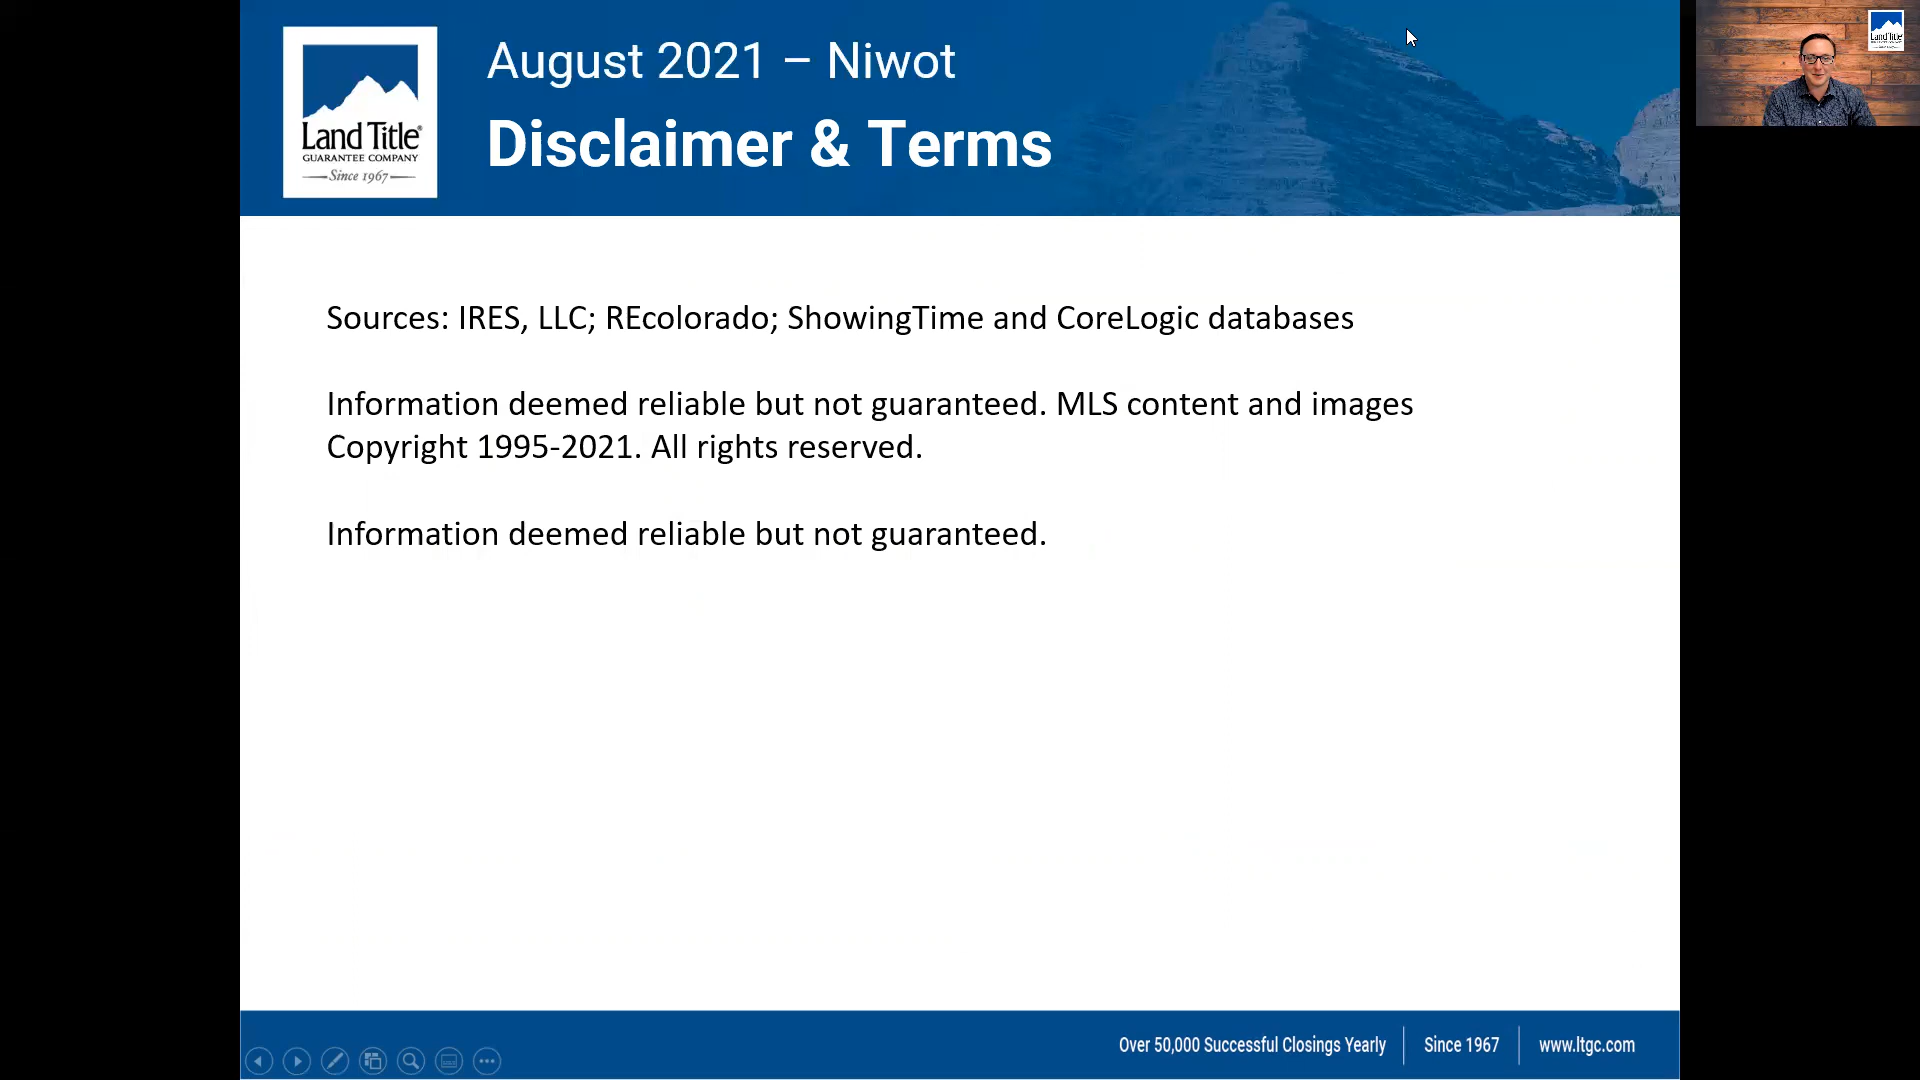 August 2021 – Niwot
Disclaimer & Terms
Land Title®
GUARANTEE COMPANY
Since 1967
Land Title
Sources: IRES, LLC; REcolorado; ShowingTime and CoreLogic databases
Information deemed reliable but not guaranteed. MLS content and images
Copyright 1995-2021. All rights reserved.
Information deemed reliable but not guaranteed.
Over 50,000 Successful Closings Yearly
Since 1967
www.ltgc.com